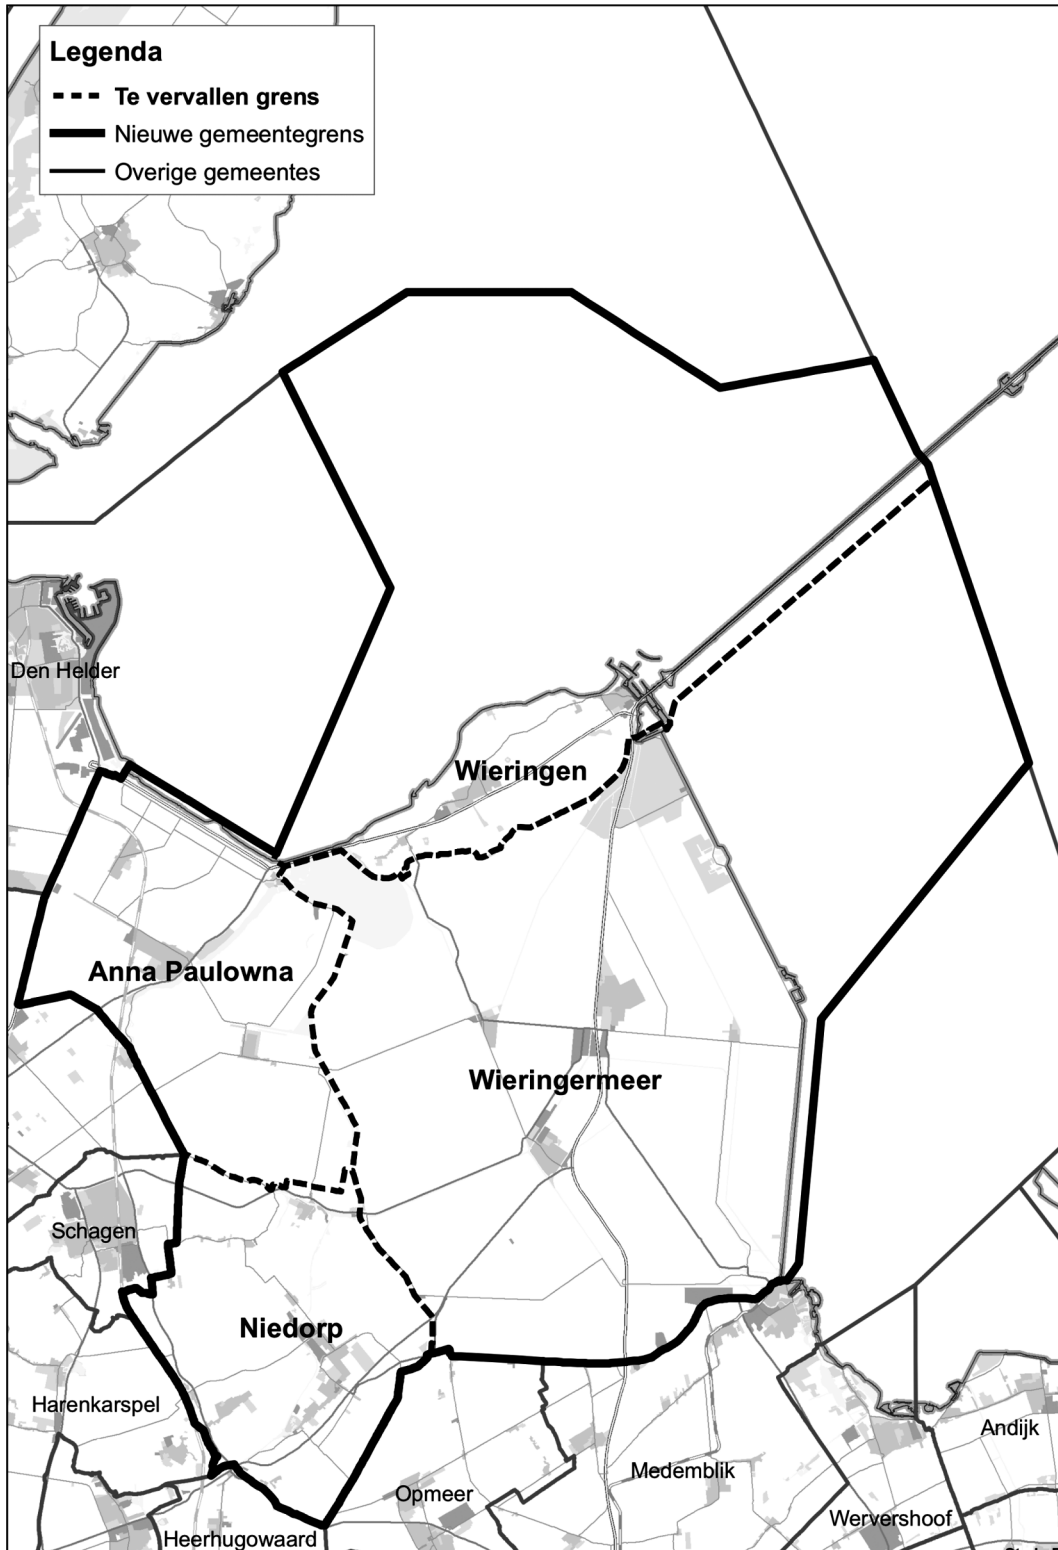 Legenda
Te vervallen grens
Nieuwe gemeentegrens
Overige gemeentes
Den Helder
Wieringen
Anna Paulowna
Wieringermeer
Schagen
Niedorp
Harenkarspel
Andijk
Medemblik
Opmeer
Wervershoof
Heerhugowaard